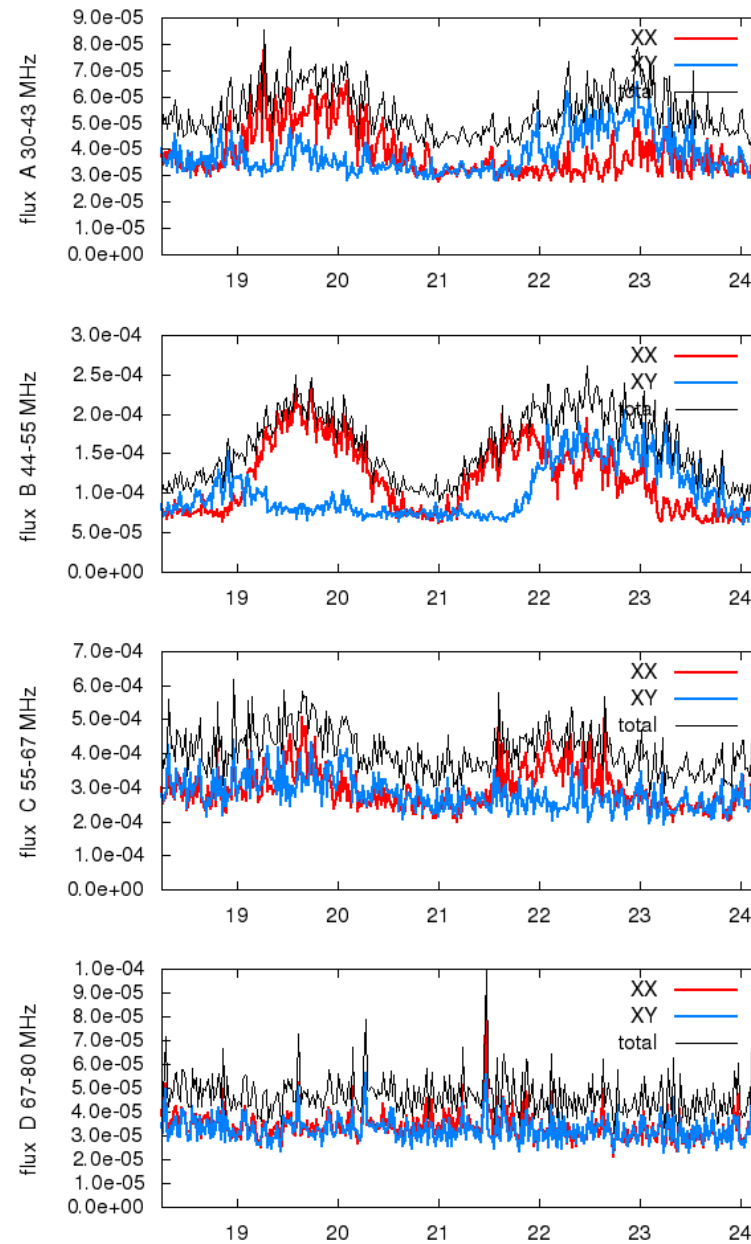 9.0e-05
8.0e-05
7.0e-05
6.0e-05
5.0e-05
4.0e-05
3.0e-05
2.0e-05
1.0e-05
0.0e+00
flux A 30-43 MHz
XX
XY
total
19 20 21 22 23 24
3.0e-04
2.5e-04
2.0e-04
1.5e-04
1.0e-04
5.0e-05
0.0e+00
flux B 44-55 MHz
XX
XY
total
19 20 21 22 23 24
7.0e-04
6.0e-04
5.0e-04
4.0e-04
3.0e-04
2.0e-04
1.0e-04
0.0e+00
flux C 55-67 MHz
XX
XY
total
19 20 21 22 23 24
1.0e-04
9.0e-05
8.0e-05
7.0e-05
6.0e-05
5.0e-05
4.0e-05
3.0e-05
2.0e-05
1.0e-05
0.0e+00
flux D 67-80 MHz
XX
XY
total
19 20 21 22 23 24